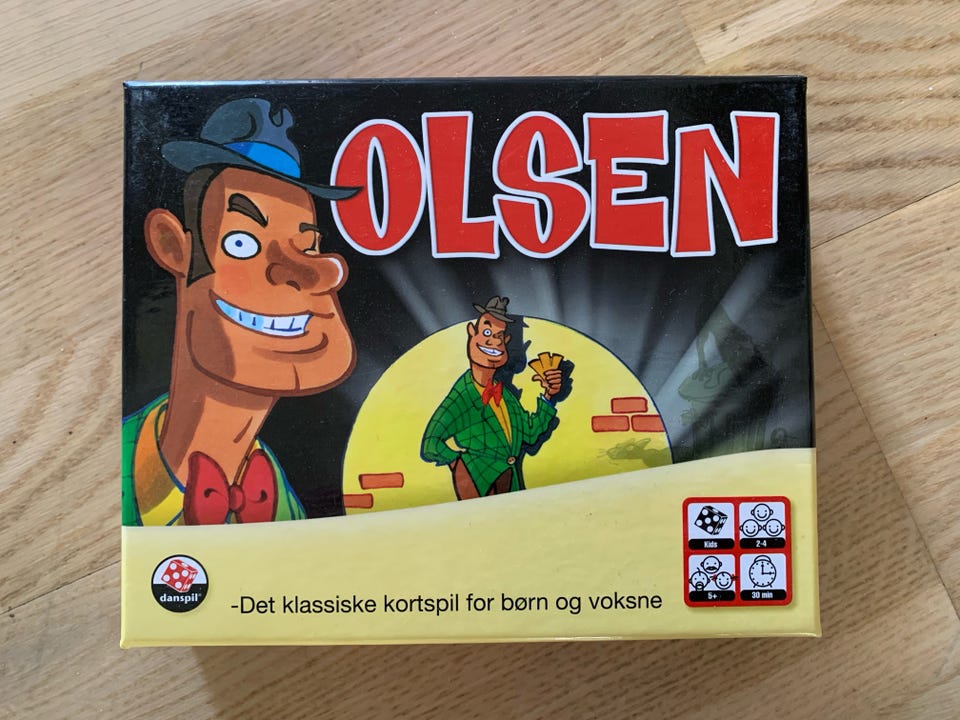 OLSEN
-Det klassiske kortspil for børn og voksne
danspil®
Kids
2-4
5+
30 min